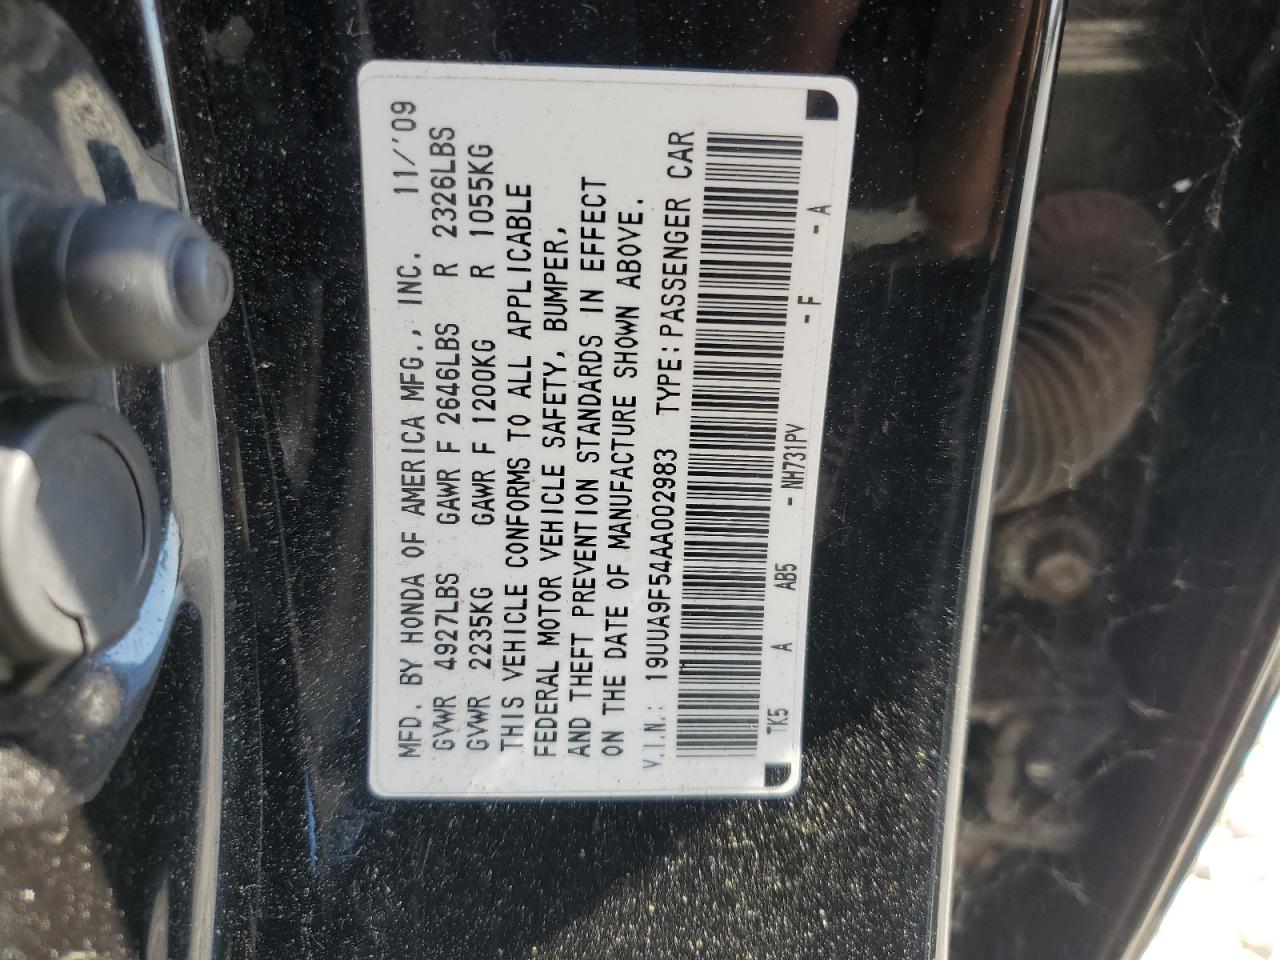 MFD. BY HONDA OF AMERICA MFG., INC. 11/'09
GVWR 4927LBS GAWR F 2646LBS R 2326LBS
GVWR 2235KG GAWR F 1200KG R 1055KG
THIS VEHICLE CONFORMS TO ALL APPLICABLE
FEDERAL MOTOR VEHICLE SAFETY, BUMPER,
AND THEFT PREVENTION STANDARDS IN EFFECT
ON THE DATE OF MANUFACTURE SHOWN ABOVE.
V.I.N.: 19UUA9F54AA002983 TYPE: PASSENGER CAR
TK5 A AB5 - NH731PV - F - A